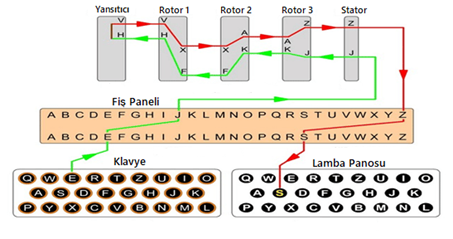 Yansıtıcı Rotor 1 Rotor 2 Rotor 3 Stator
V V Z Z
H H X X A A K K J J
F F
Fiş Paneli
A B C D E F G H I J K L M N O P Q R S T U V W X Y Z
A B C D E F G H I J K L M N O P Q R S T U V W X Y Z
Klavye Lamba Panosu
Q W E R T Z U I O Q W E R T Z U I O
A S D F G H J K A S D F G H J K
P Y X C V B N M L P Y X C V B M N L